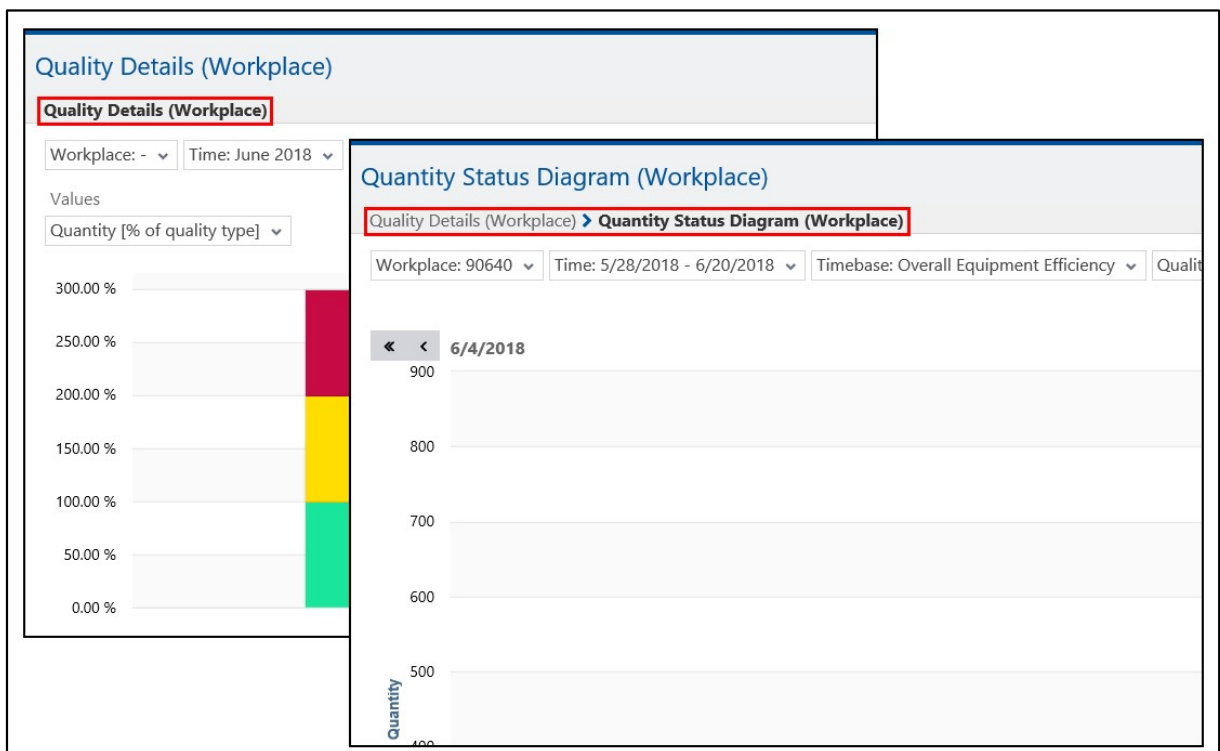 Quality Details (Workplace)
Quality Details (Workplace)
Workplace: - Time: June 2018
Values
Quantity [% of quality type]
300.00 %
250.00 %
200.00 %
150.00 %
100.00 %
50.00 %
0.00 %
Quantity Status Diagram (Workplace)
Quality Details (Workplace) > Quantity Status Diagram (Workplace)
Workplace: 90640 Time: 5/28/2018 - 6/20/2018 Timebase: Overall Equipment Efficiency
« < 6/4/2018
900
800
700
600
500
Quantity